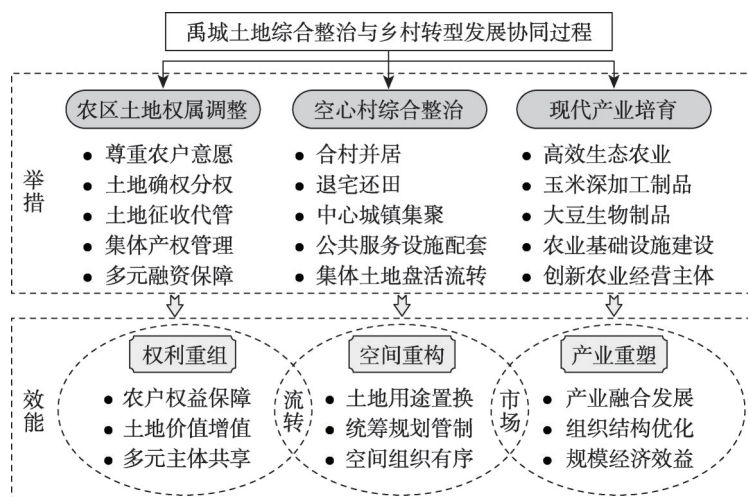 禹城土地综合整治与乡村转型发展协同过程
举措
农区土地权属调整
● 尊重农户意愿
● 土地确权分权
● 土地征收代管
● 集体产权管理
● 多元融资保障
空心村综合整治
● 合村并居
● 退宅还田
● 中心城镇集聚
● 公共服务设施配套
● 集体土地盘活流转
现代产业培育
● 高效生态农业
● 玉米深加工制品
● 大豆生物制品
● 农业基础设施建设
● 创新农业经营主体
效能
权利重组
● 农户权益保障
● 土地价值增值
● 多元主体共享
流转
空间重构
● 土地用途置换
● 统筹规划管制
● 空间组织有序
市场
产业重塑
● 产业融合发展
● 组织结构优化
● 规模经济效益